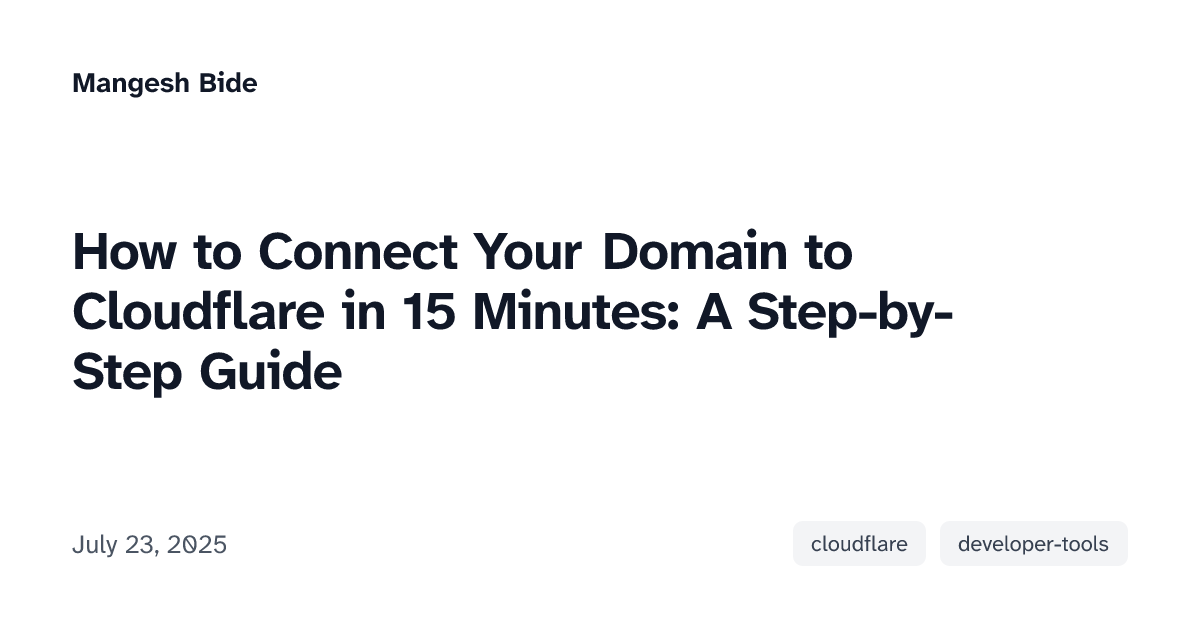 Mangesh Bide
How to Connect Your Domain to
Cloudflare in 15 Minutes: A Step-by-
Step Guide
July 23, 2025
cloudflare
developer-tools